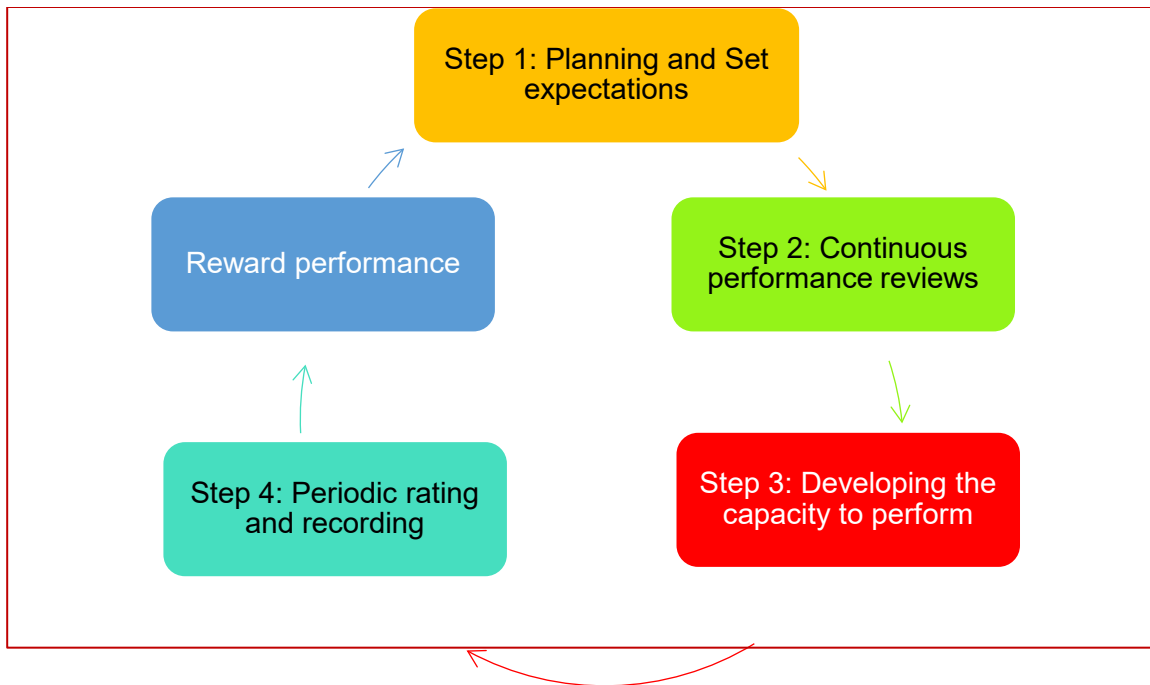 Step 1: Planning and Set
expectations
Step 2: Continuous
performance reviews
Step 3: Developing the
capacity to perform
Step 4: Periodic rating
and recording
Reward performance